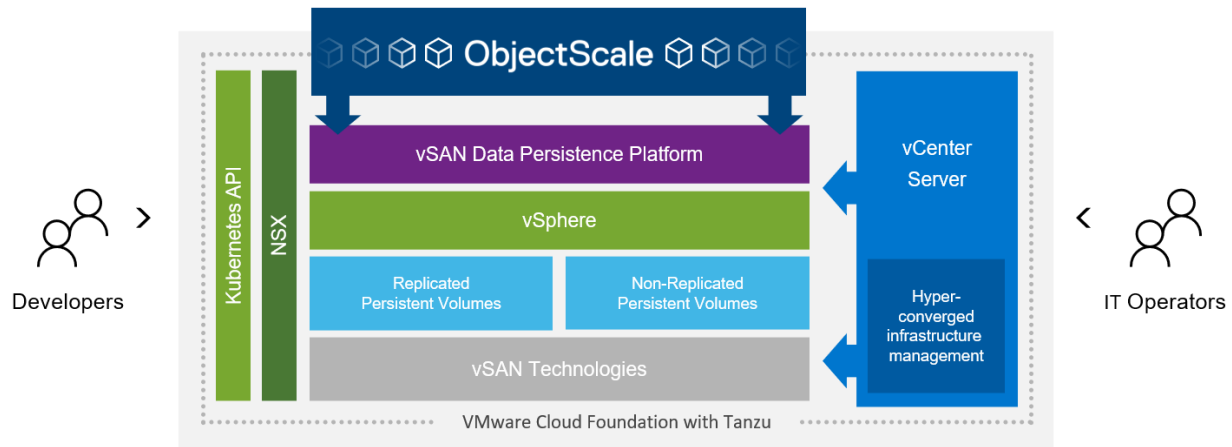 ObjectScale
Kubernetes API
NSX
vSAN Data Persistence Platform
vSphere
Replicated
Persistent Volumes
Non-Replicated
Persistent Volumes
vSAN Technologies
vCenter
Server
Hyper-
converged
infrastructure
management
Developers
>
<
IT Operators
VMware Cloud Foundation with Tanzu